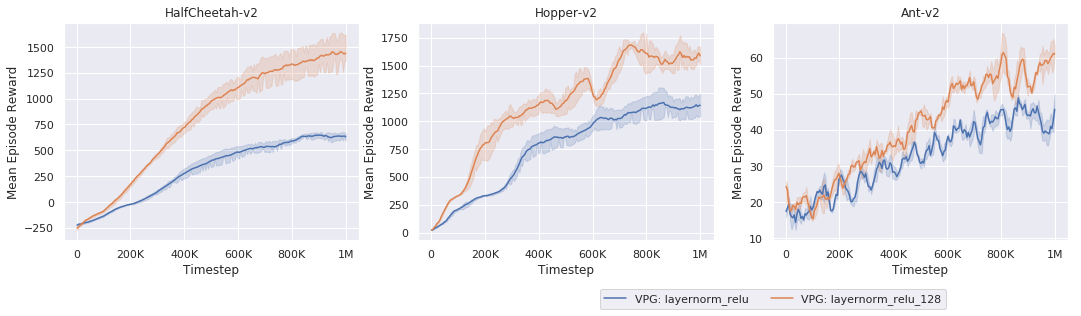 HalfCheetah-v2
Mean Episode Reward
1500
1250
1000
750
500
250
0
−250
0 200K 400K 600K 800K 1M
Timestep
Hopper-v2
Mean Episode Reward
1750
1500
1250
1000
750
500
250
0
0 200K 400K 600K 800K 1M
Timestep
Ant-v2
Mean Episode Reward
60
50
40
30
20
10
0 200K 400K 600K 800K 1M
Timestep
VPG: layernorm_relu VPG: layernorm_relu_128